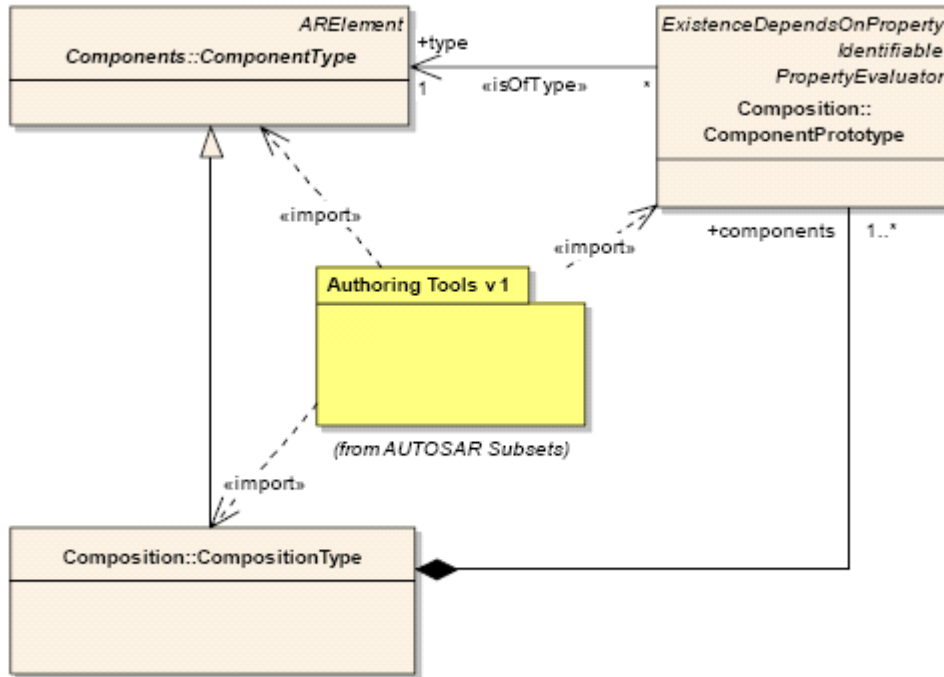 ARElement
Components::ComponentType
+type
1
«isOfType»
*
ExistenceDependsOnProperty
Identifiable
PropertyEvaluator
Composition::
ComponentPrototype
«import»
«import»
+components
1..*
Authoring Tools v1
(from AUTOSAR Subsets)
«import»
Composition::CompositionType